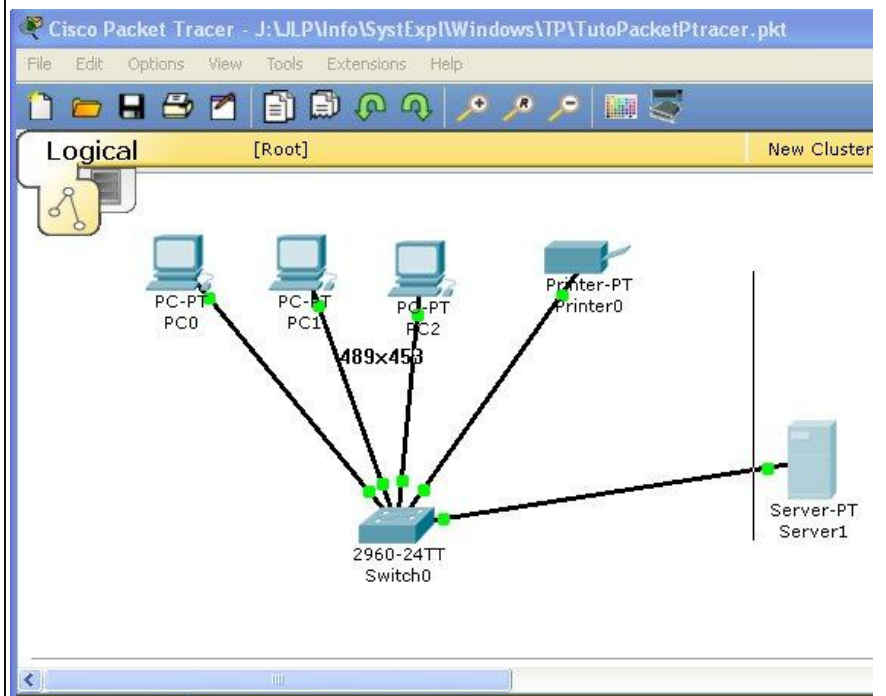 Cisco Packet Tracer - J:\JLP\Info\SystExpl\Windows\TP\TutoPacketPtracer.pkt
File Edit Options View Tools Extensions Help
Logical [Root] New Cluster
PC-PT
PC0
PC-PT
PC1
PC-PT
PC2
Printer-PT
Printer0
489x453
Server-PT
Server1
2960-24TT
Switch0